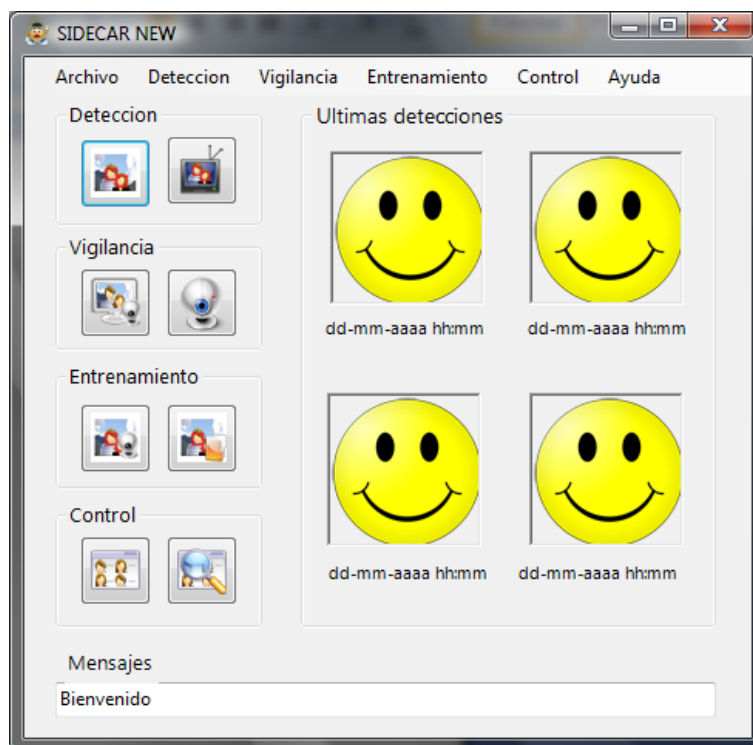 SIDECAR NEW
Archivo Deteccion Vigilancia Entrenamiento Control Ayuda
Deteccion
Vigilancia
Entrenamiento
Control
Ultimas detecciones
dd-mm-aaaa hh:mm dd-mm-aaaa hh:mm
dd-mm-aaaa hh:mm dd-mm-aaaa hh:mm
Mensajes
Bienvenido